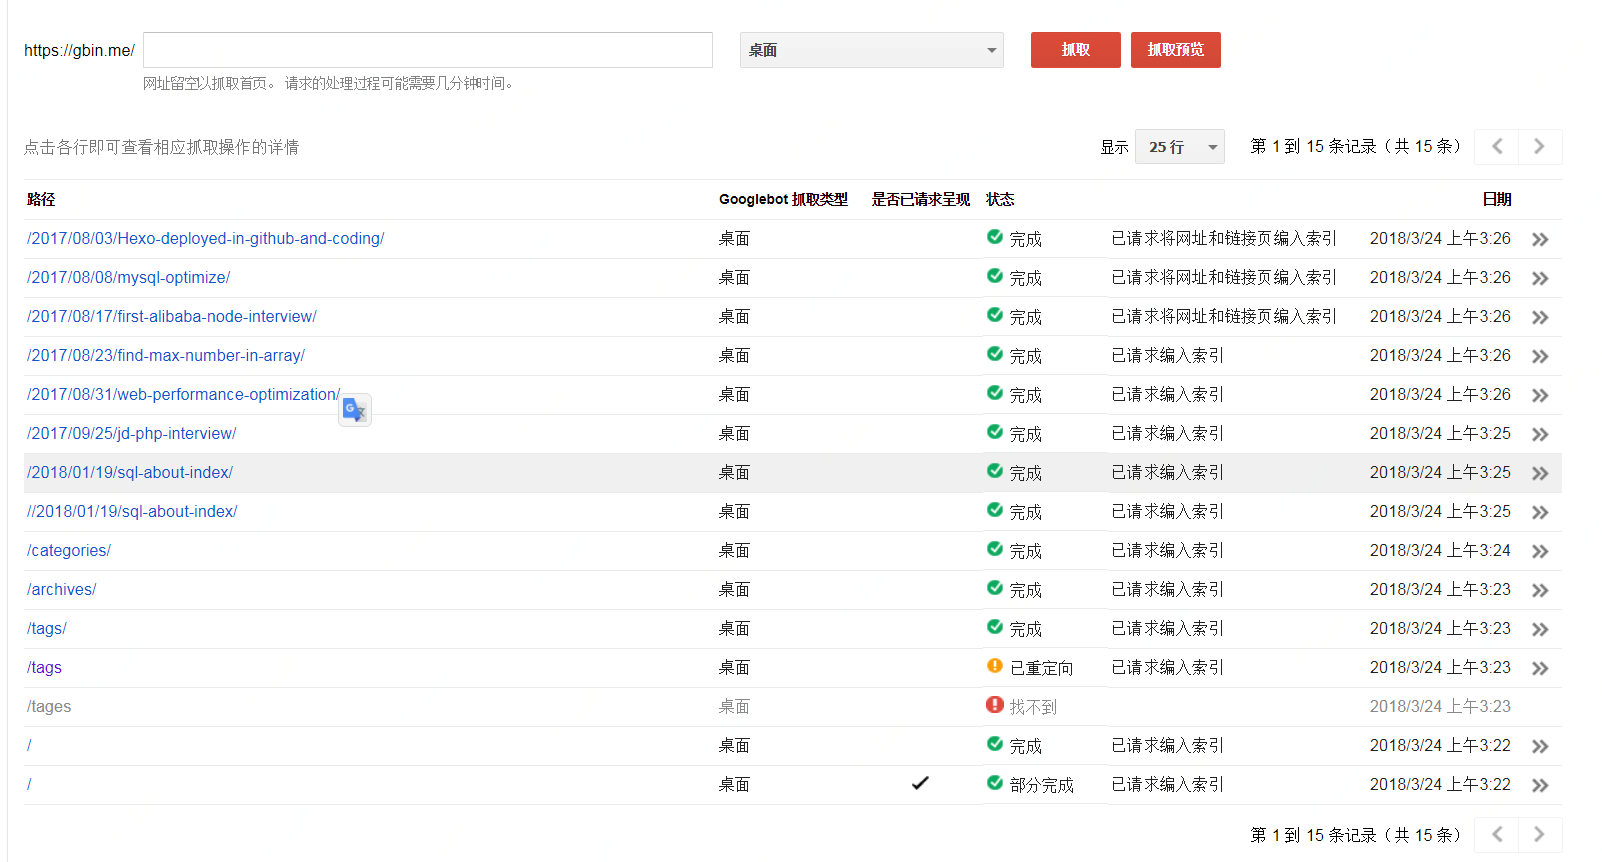 https://gbin.me/ 桌面 抓取 抓取预览
网址留空以抓取首页。 请求的处理过程可能需要几分钟时间。
点击各行即可查看相应抓取操作的详情 显示 25 行 第 1 到 15 条记录（共 15 条）
路径 Googlebot 抓取类型 是否已请求呈现 状态 日期
/2017/08/03/Hexo-deployed-in-github-and-coding/ 桌面 完成 已请求将网址和链接页编入索引 2018/3/24 上午3:26
/2017/08/08/mysql-optimize/ 桌面 完成 已请求将网址和链接页编入索引 2018/3/24 上午3:26
/2017/08/17/first-alibaba-node-interview/ 桌面 完成 已请求将网址和链接页编入索引 2018/3/24 上午3:26
/2017/08/23/find-max-number-in-array/ 桌面 完成 已请求编入索引 2018/3/24 上午3:26
/2017/08/31/web-performance-optimization/ 桌面 完成 已请求编入索引 2018/3/24 上午3:26
/2017/09/25/jd-php-interview/ 桌面 完成 已请求编入索引 2018/3/24 上午3:25
/2018/01/19/sql-about-index/ 桌面 完成 已请求编入索引 2018/3/24 上午3:25
//2018/01/19/sql-about-index/ 桌面 完成 已请求编入索引 2018/3/24 上午3:25
/categories/ 桌面 完成 已请求编入索引 2018/3/24 上午3:24
/archives/ 桌面 完成 已请求编入索引 2018/3/24 上午3:23
/tags/ 桌面 完成 已请求编入索引 2018/3/24 上午3:23
/tags 桌面 已重定向 已请求编入索引 2018/3/24 上午3:23
/tages 桌面 找不到 2018/3/24 上午3:23
/ 桌面 完成 已请求编入索引 2018/3/24 上午3:22
/ 桌面 部分完成 已请求编入索引 2018/3/24 上午3:22
第 1 到 15 条记录（共 15 条）